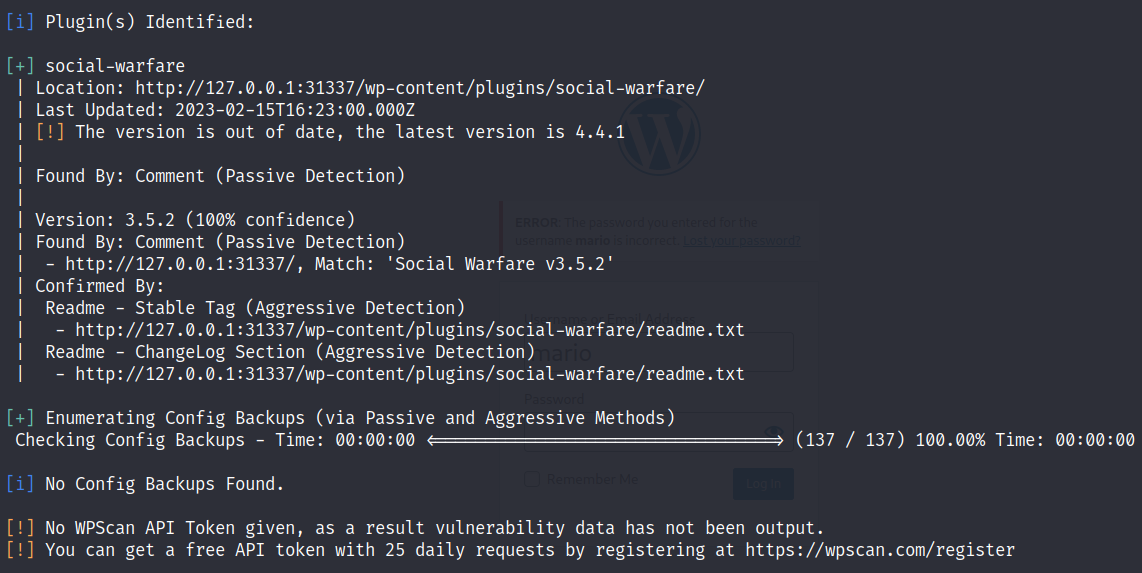 [i] Plugin(s) Identified:
[+] social-warfare
| Location: http://127.0.0.1:31337/wp-content/plugins/social-warfare/
| Last Updated: 2023-02-15T16:23:00.000Z
| [!] The version is out of date, the latest version is 4.4.1
|
| Found By: Comment (Passive Detection)
|
| Version: 3.5.2 (100% confidence)
| Found By: Comment (Passive Detection)
|  - http://127.0.0.1:31337/, Match: 'Social Warfare v3.5.2'
| Confirmed By:
|  Readme - Stable Tag (Aggressive Detection)
|   - http://127.0.0.1:31337/wp-content/plugins/social-warfare/readme.txt
|  Readme - ChangeLog Section (Aggressive Detection)
|   - http://127.0.0.1:31337/wp-content/plugins/social-warfare/readme.txt
[+] Enumerating Config Backups (via Passive and Aggressive Methods)
Checking Config Backups - Time: 00:00:00 <=====================================> (137 / 137) 100.00% Time: 00:00:00
[i] No Config Backups Found.
[!] No WPScan API Token given, as a result vulnerability data has not been output.
[!] You can get a free API token with 25 daily requests by registering at https://wpscan.com/register
ERROR: The password you entered for the
username mario is incorrect. Lost your password?
Username or Email Address
mario
Password
Remember Me
Log In